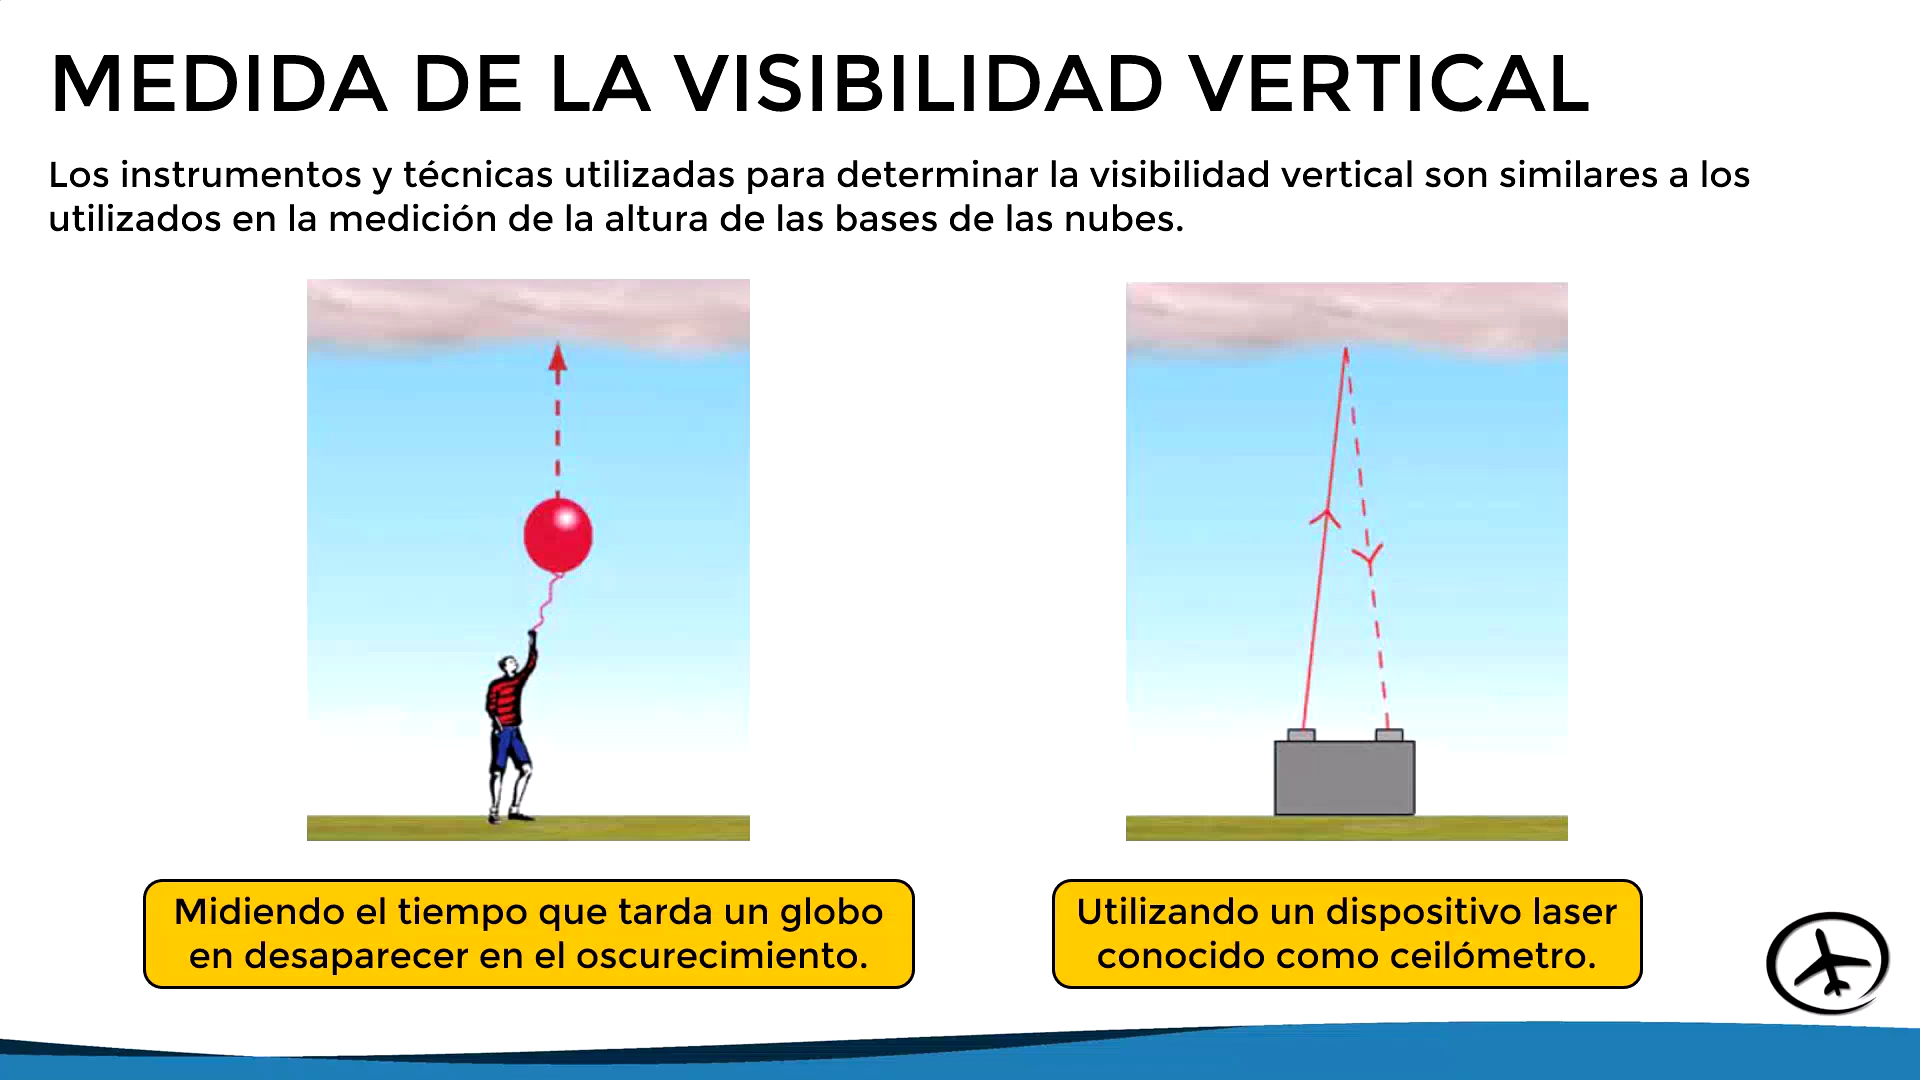 MEDIDA DE LA VISIBILIDAD VERTICAL
Los instrumentos y técnicas utilizadas para determinar la visibilidad vertical son similares a los
utilizados en la medición de la altura de las bases de las nubes.
Midiendo el tiempo que tarda un globo
en desaparecer en el oscurecimiento.
Utilizando un dispositivo laser
conocido como ceilómetro.